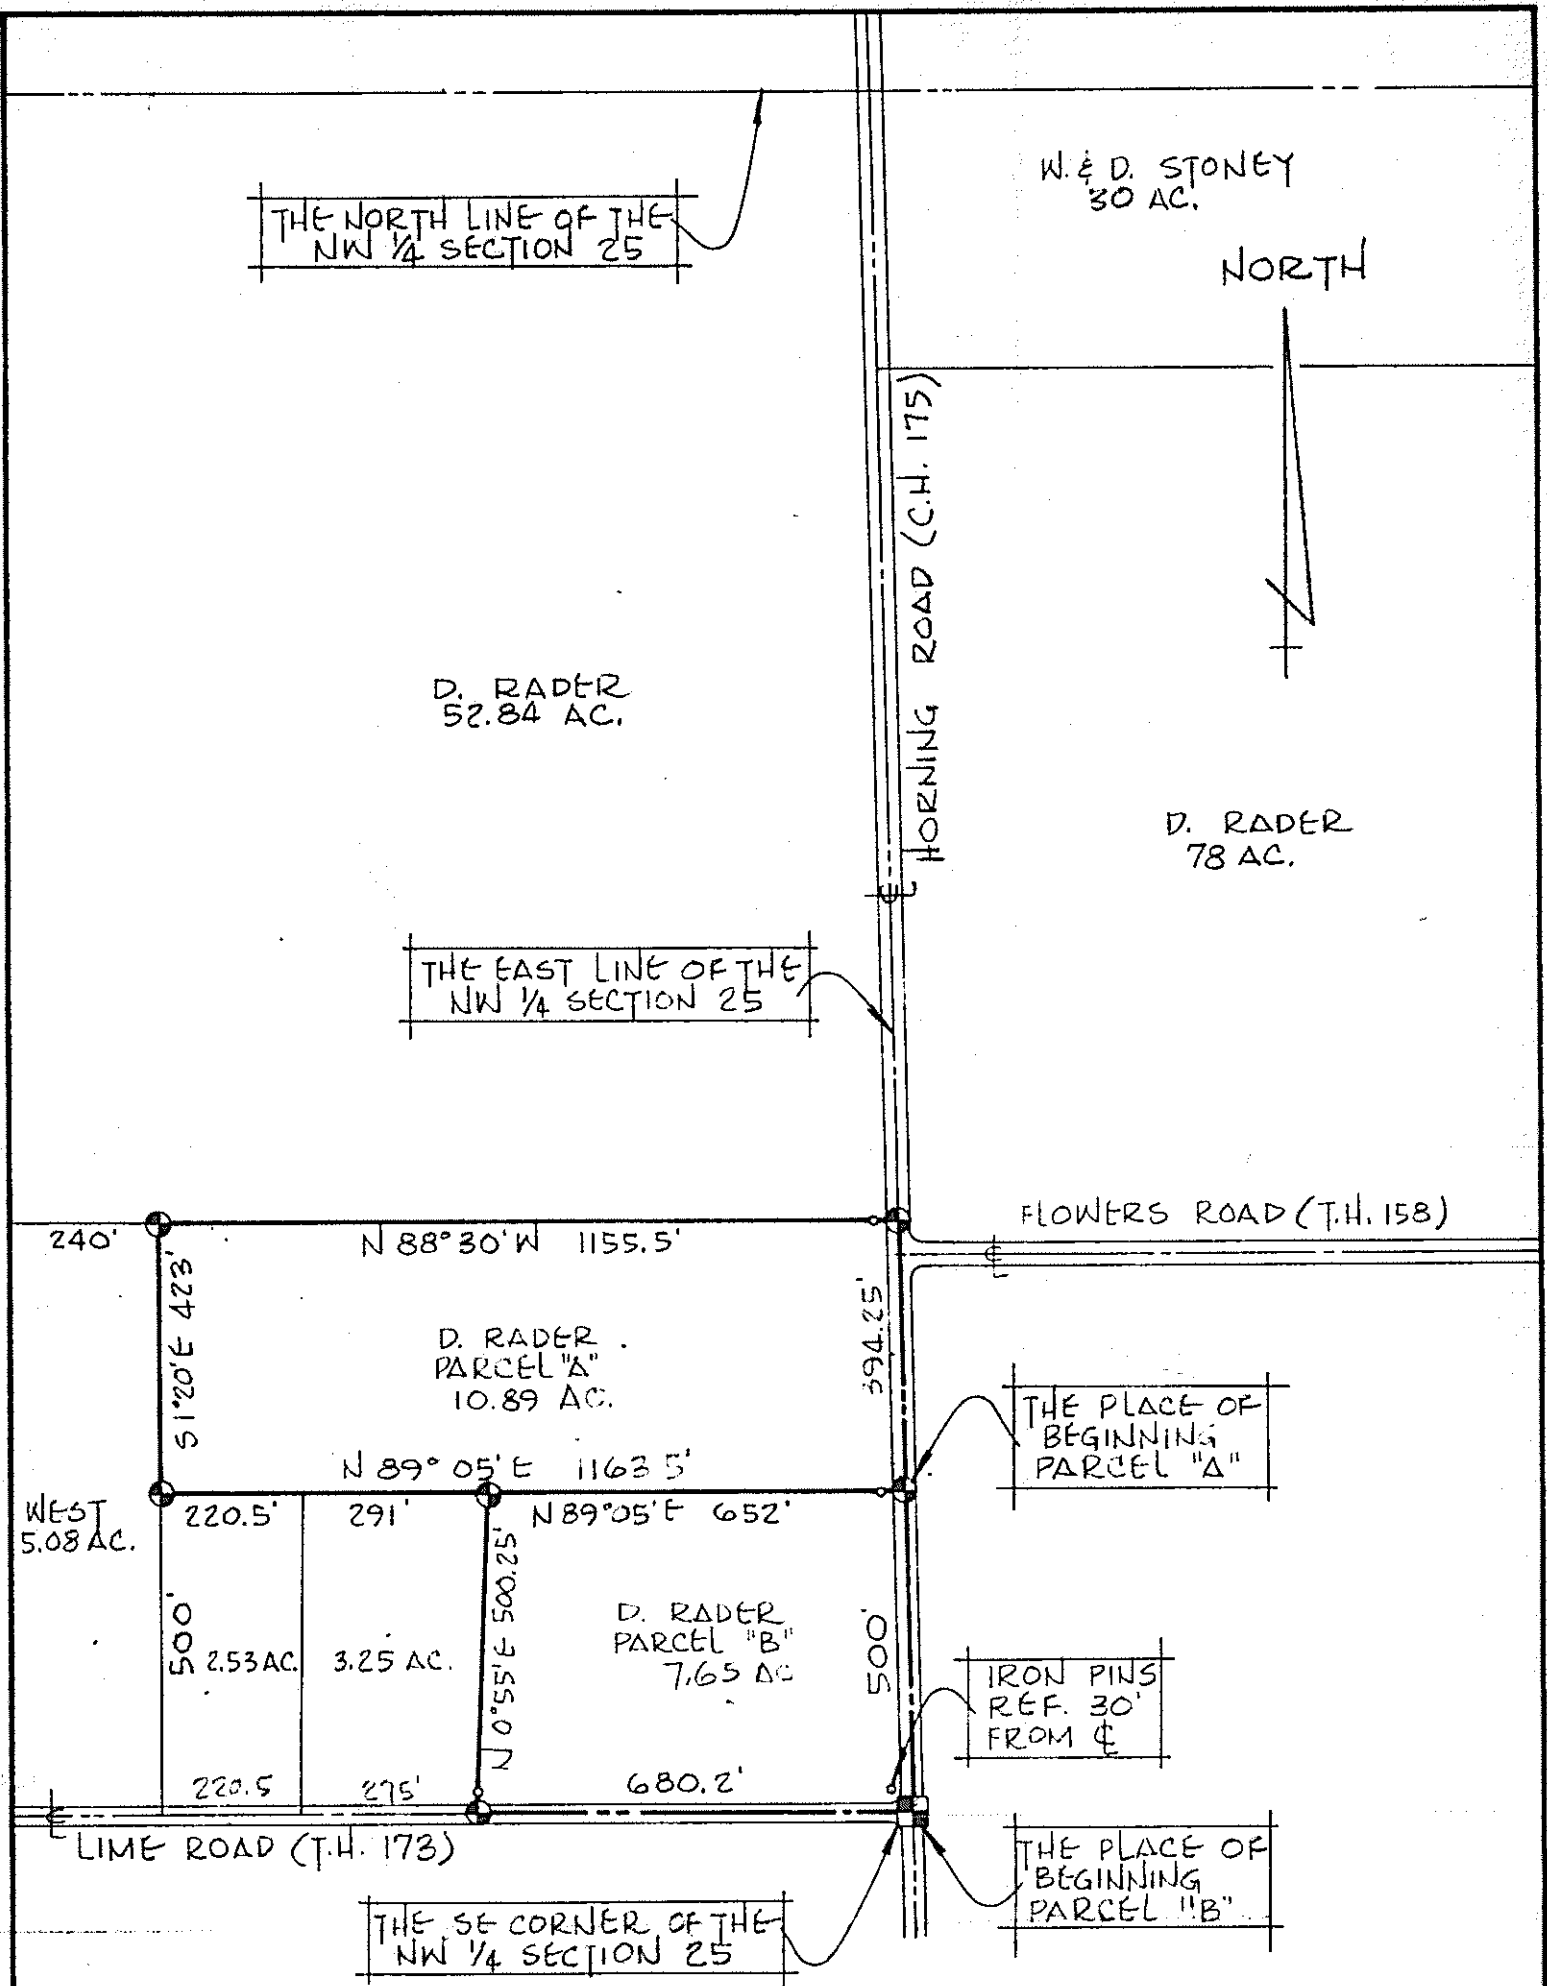 W. & D. STONEY
30 AC.
THE NORTH LINE OF THE
NW 1/4 SECTION 25
NORTH
HORNING ROAD (C.H. 175)
D. RADER
52.84 AC.
D. RADER
78 AC.
THE EAST LINE OF THE
NW 1/4 SECTION 25
FLOWERS ROAD (T.H. 158)
240'
N 88° 30' W 1155.5'
S 1°20' E 423'
394.25'
D. RADER
PARCEL "A"
10.89 AC.
THE PLACE OF
BEGINNING
PARCEL "A"
N 89° 05' E 1163 5'
WEST
5.08 AC.
220.5'
291'
N 89°05' E 652'
500'
2.53 AC.
3.25 AC.
N 0°55' E 500.25'
D. RADER
PARCEL "B"
7.65 AC
500'
IRON PINS
REF. 30'
FROM ℄
220.5
275'
680.2'
LIME ROAD (T.H. 173)
THE PLACE OF
BEGINNING
PARCEL "B"
THE SE CORNER OF THE
NW 1/4 SECTION 25